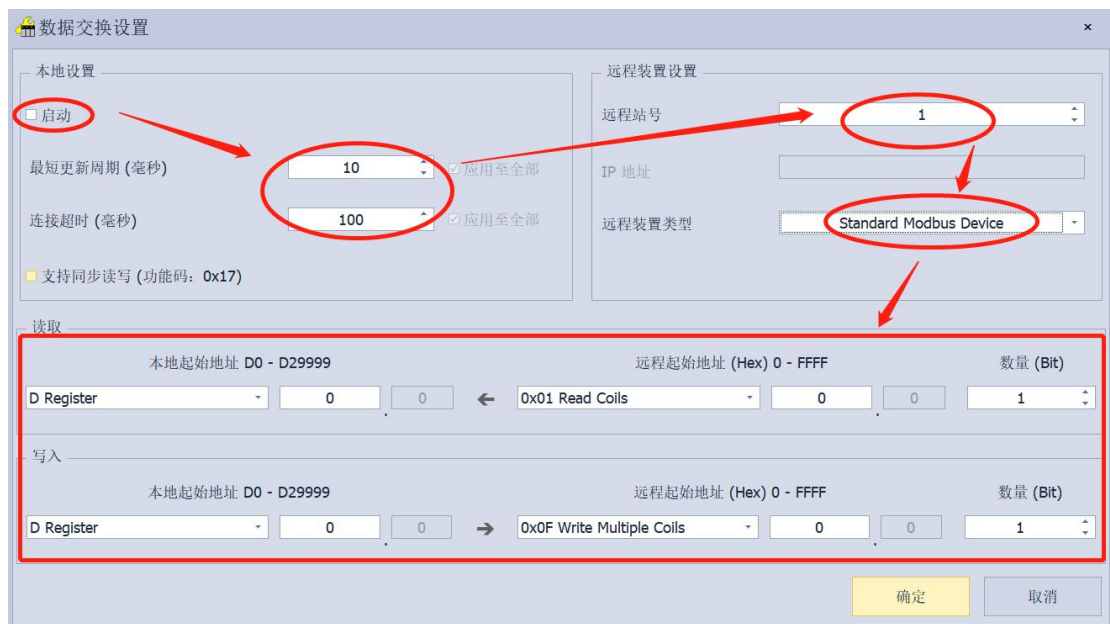 数据交换设置 ×
本地设置
启动
最短更新周期 (毫秒) 10 应用至全部
连接超时 (毫秒) 100 应用至全部
支持同步读写 (功能码：0x17)
远程装置设置
远程站号 1
IP 地址
远程装置类型 Standard Modbus Device
读取
本地起始地址 D0 - D29999 远程起始地址 (Hex) 0 - FFFF 数量 (Bit)
D Register 0 . 0 ← 0x01 Read Coils 0 . 0 1
写入
本地起始地址 D0 - D29999 远程起始地址 (Hex) 0 - FFFF 数量 (Bit)
D Register 0 . 0 → 0x0F Write Multiple Coils 0 . 0 1
确定 取消